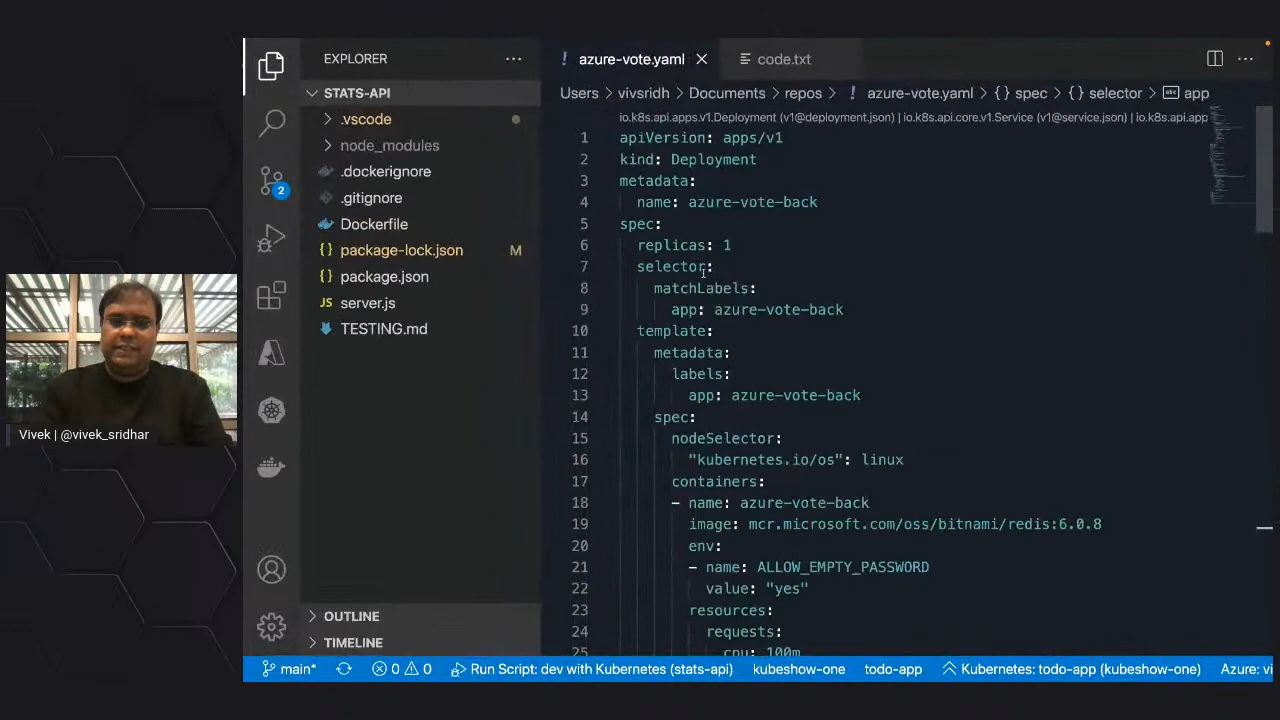 EXPLORER
STATS-API
.vscode
node_modules
.dockerignore
.gitignore
Dockerfile
package-lock.json M
package.json
JS server.js
TESTING.md
OUTLINE
TIMELINE
2
Vivek | @vivek_sridhar
! azure-vote.yaml
code.txt
Users > vivsridh > Documents > repos > ! azure-vote.yaml > {} spec > {} selector > abc app
io.k8s.api.apps.v1.Deployment (v1@deployment.json) | io.k8s.api.core.v1.Service (v1@service.json) | io.k8s.api.app
1 apiVersion: apps/v1
2 kind: Deployment
3 metadata:
4 name: azure-vote-back
5 spec:
6 replicas: 1
7 selector:
8 matchLabels:
9 app: azure-vote-back
10 template:
11 metadata:
12 labels:
13 app: azure-vote-back
14 spec:
15 nodeSelector:
16 "kubernetes.io/os": linux
17 containers:
18 - name: azure-vote-back
19 image: mcr.microsoft.com/oss/bitnami/redis:6.0.8
20 env:
21 - name: ALLOW_EMPTY_PASSWORD
22 value: "yes"
23 resources:
24 requests:
25 cpu: 100m
main* 0 0 Run Script: dev with Kubernetes (stats-api) kubeshow-one todo-app Kubernetes: todo-app (kubeshow-one) Azure: vi